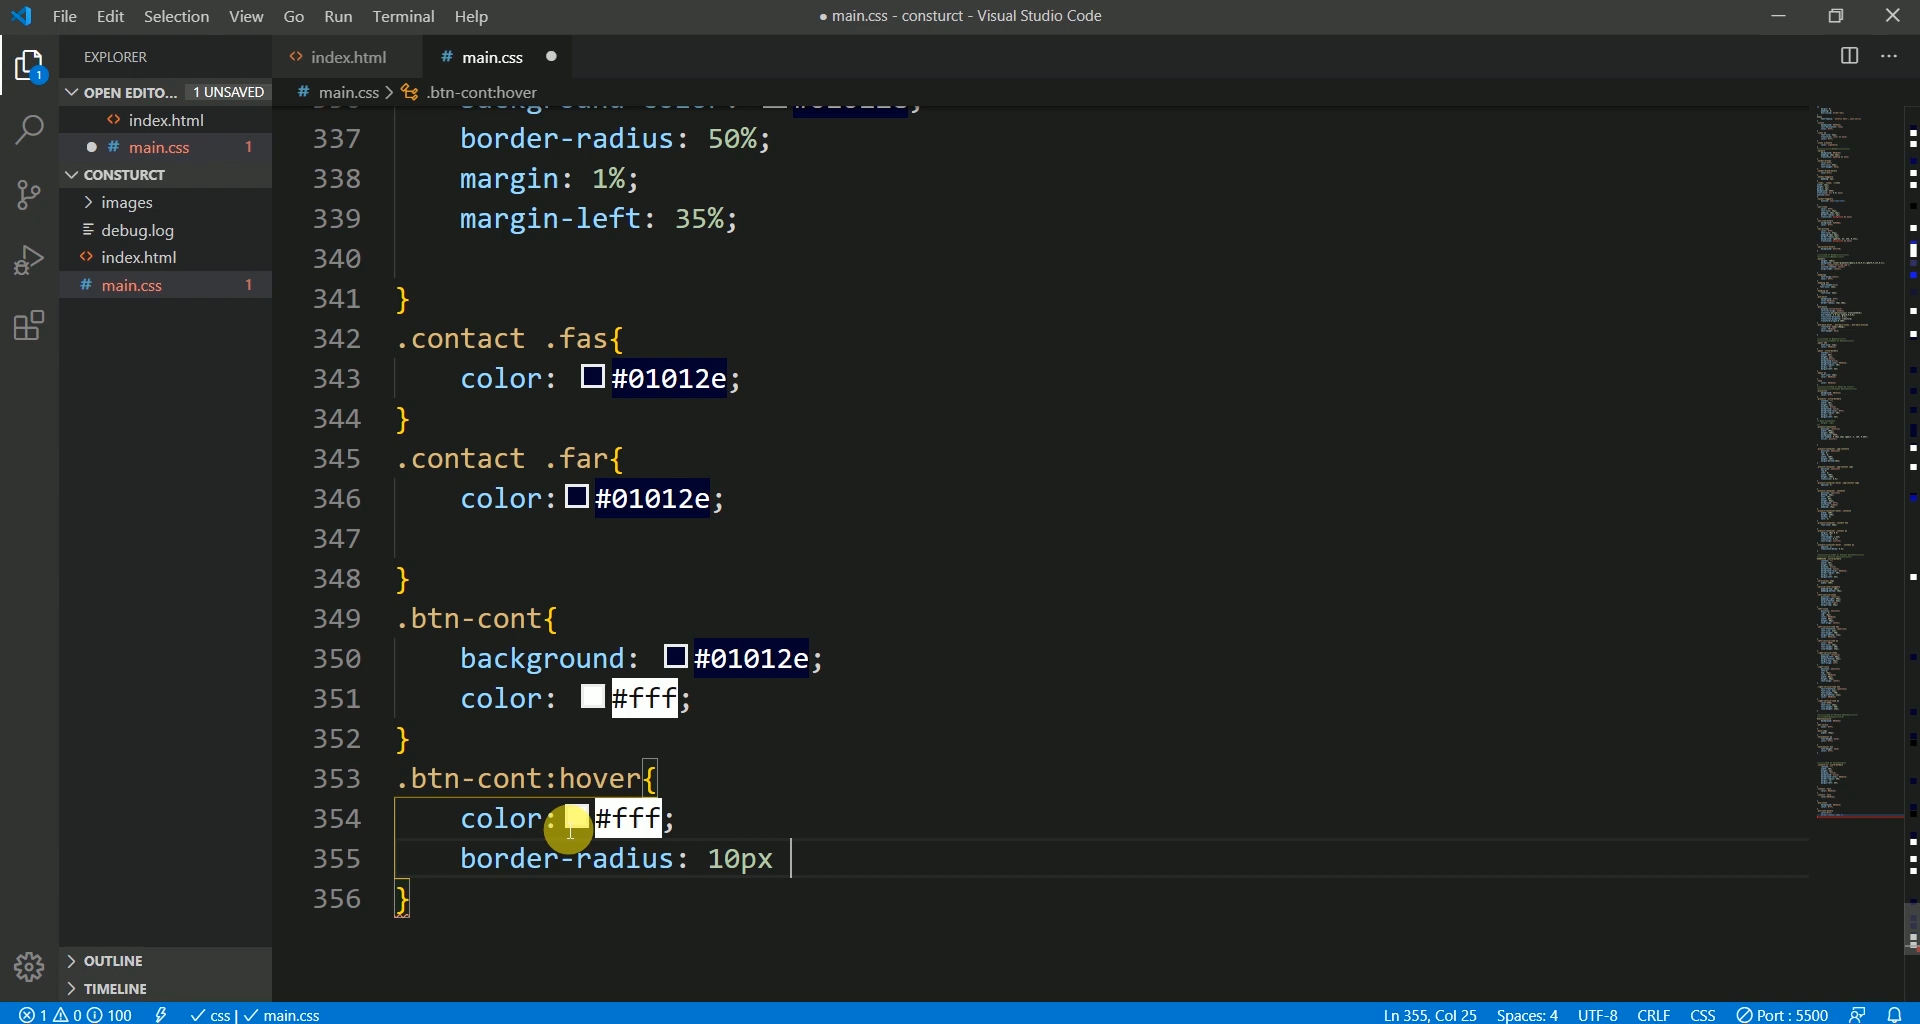 File Edit Selection View Go Run Terminal Help
● main.css - consturct - Visual Studio Code
EXPLORER
<> index.html
# main.css ●
OPEN EDITO... 1 UNSAVED
# main.css > .btn-cont:hover
<> index.html
● # main.css 1
CONSTURCT
> images
debug.log
<> index.html
# main.css 1
337 border-radius: 50%;
338 margin: 1%;
339 margin-left: 35%;
340
341 }
342 .contact .fas{
343 color: #01012e;
344 }
345 .contact .far{
346 color: #01012e;
347
348 }
349 .btn-cont{
350 background: #01012e;
351 color: #fff;
352 }
353 .btn-cont:hover{
354 color: #fff;
355 border-radius: 10px
356 }
OUTLINE
TIMELINE
1 0 100 css | main.css Ln 355, Col 25 Spaces: 4 UTF-8 CRLF CSS Port : 5500